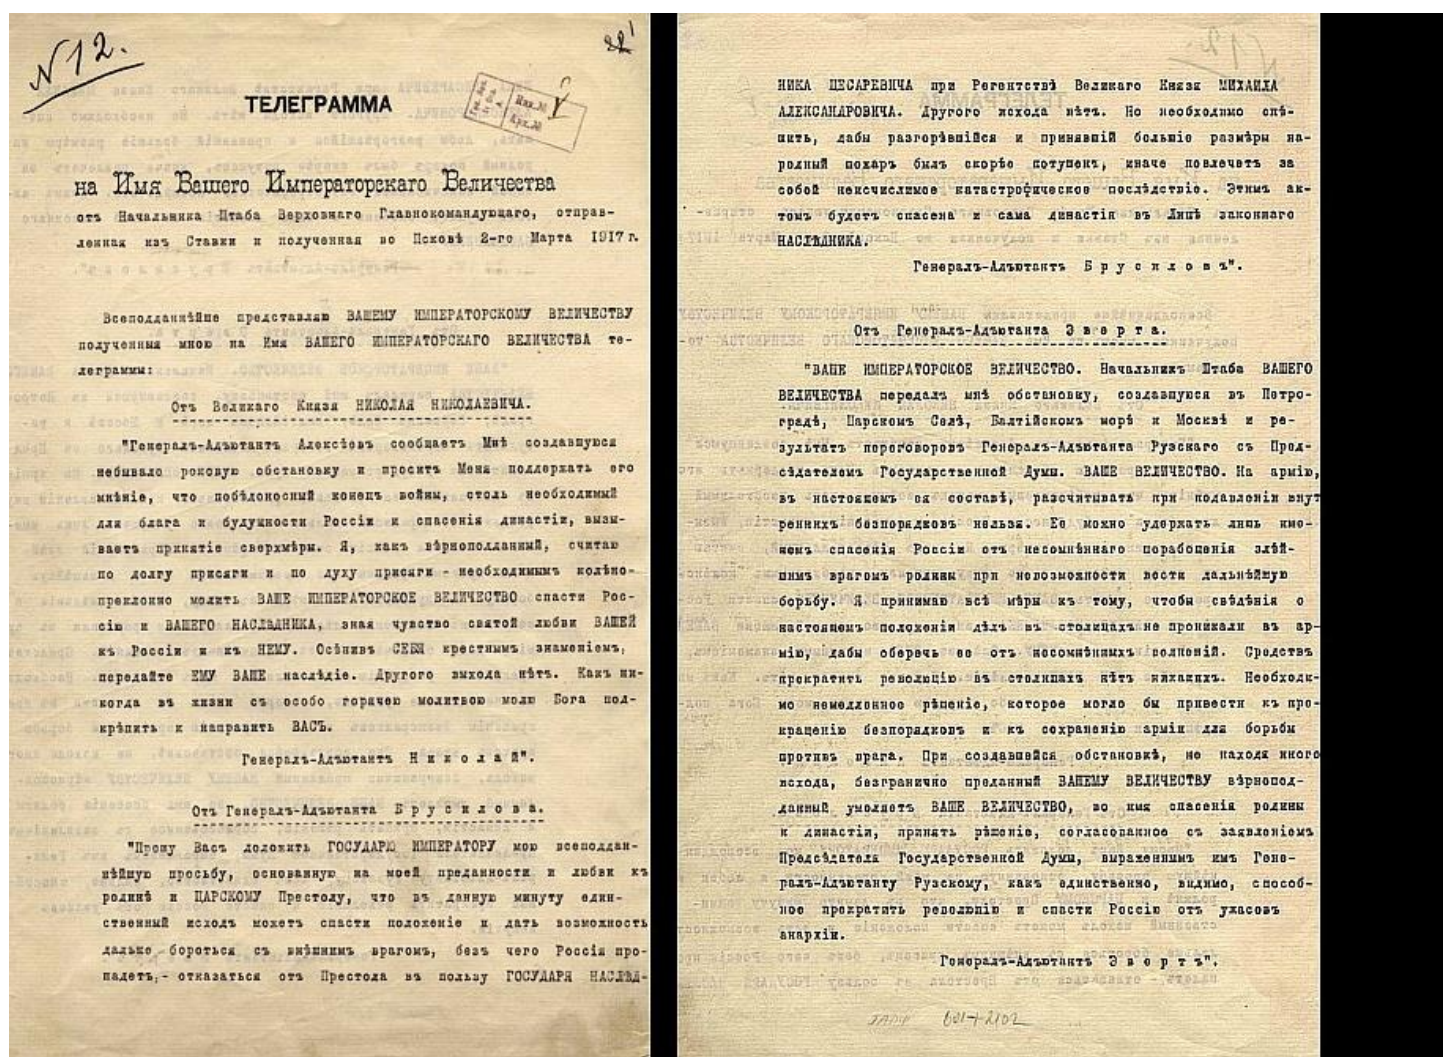 N 12.
ТЕЛЕГРАММА
на Имя Вашего Императорскаго Величества
отъ Начальника Штаба Верховнаго Главнокомандующаго, отправ-
ленная изъ Ставки и полученная во Псковѣ 2-го Марта 1917 г.
Всеподданнѣйше представляю ВАШЕМУ ИМПЕРАТОРСКОМУ ВЕЛИЧЕСТВУ
полученныя мною на Имя ВАШЕГО ИМПЕРАТОРСКАГО ВЕЛИЧЕСТВА те-
леграммы:
Отъ Великаго Князя НИКОЛАЯ НИКОЛАЕВИЧА.
"Генералъ-Адъютантъ Алексѣевъ сообщаетъ Мнѣ создавшуюся
небывало роковую обстановку и проситъ Меня поддержать его
мнѣніе, что побѣдоносный конецъ войны, столь необходимый
для блага и будущности Россіи и спасенія династіи, вызы-
ваетъ принятіе сверхмѣры. Я, какъ вѣрноподданный, считаю
по долгу присяги и по духу присяги - необходимымъ колѣно-
преклонно молить ВАШЕ ИМПЕРАТОРСКОЕ ВЕЛИЧЕСТВО спасти Рос-
сію и ВАШЕГО НАСЛѢДНИКА, зная чувство святой любви ВАШЕЙ
къ Россіи и къ НЕМУ. Осѣнивъ СЕБЯ крестнымъ знаменіемъ,
передайте ЕМУ ВАШЕ наслѣдіе. Другого выхода нѣтъ. Какъ ни-
когда въ жизни съ особо горячею молитвою молю Бога под-
крѣпить и направить ВАСЪ.
Генералъ-Адъютантъ Николай".
Отъ Генералъ-Адъютанта Брусилова.
"Прошу Васъ доложить ГОСУДАРЮ ИМПЕРАТОРУ мою всеподдан-
нѣйшую просьбу, основанную на моей преданности и любви къ
родинѣ и ЦАРСКОМУ Престолу, что въ данную минуту един-
ственный исходъ можетъ спасти положеніе и дать возможность
дальше бороться съ внѣшнимъ врагомъ, безъ чего Россія про-
падетъ,- отказаться отъ Престола въ пользу ГОСУДАРЯ НАСЛѢД-
НИКА ЦЕСАРЕВИЧА при Регентствѣ Великаго Князя МИХАИЛА
АЛЕКСАНДРОВИЧА. Другого исхода нѣтъ. Но необходимо спѣ-
шить, дабы разгорѣвшійся и принявшій большіе размѣры на-
родный пожаръ былъ скорѣе потушенъ, иначе повлечетъ за
собой неисчислимое катастрофическое послѣдствіе. Этимъ ак-
томъ будетъ спасена и сама династія въ Лицѣ законнаго
НАСЛѢДНИКА.
Генералъ-Адъютантъ Брусиловъ".
Отъ Генералъ-Адъютанта Эверта.
"ВАШЕ ИМПЕРАТОРСКОЕ ВЕЛИЧЕСТВО. Начальникъ Штаба ВАШЕГО
ВЕЛИЧЕСТВА передалъ мнѣ обстановку, создавшуюся въ Петро-
градѣ, Царскомъ Селѣ, Балтійскомъ морѣ и Москвѣ и ре-
зультатъ переговоровъ Генералъ-Адъютанта Рузскаго съ Пред-
сѣдателемъ Государственной Думы. ВАШЕ ВЕЛИЧЕСТВО. На армію,
въ настоящемъ ея составѣ, разсчитывать при подавленіи внут
реннихъ безпорядковъ нельзя. Ее можно удержать лишь име-
немъ спасенія Россіи отъ несомнѣннаго порабощенія злѣй-
шимъ врагомъ родины при невозможности вести дальнѣйшую
борьбу. Я принимаю всѣ мѣры къ тому, чтобы свѣдѣнія о
настоящемъ положеніи дѣлъ въ столицахъ не проникали въ ар-
мію, дабы оберечь ее отъ несомнѣнныхъ волненій. Средствъ
прекратить революцію въ столицахъ нѣтъ никакихъ. Необходи-
мо немедленное рѣшеніе, которое могло бы привести къ пре-
кращенію безпорядковъ и къ сохраненію арміи для борьбы
противъ врага. При создавшейся обстановкѣ, не находя иного
исхода, безгранично преданный ВАШЕМУ ВЕЛИЧЕСТВУ вѣрнопод-
данный умоляетъ ВАШЕ ВЕЛИЧЕСТВО, во имя спасенія родины
и династіи, принять рѣшеніе, согласованное съ заявленіемъ
Предсѣдателя Государственной Думы, выраженнымъ имъ Гене-
ралъ-Адъютанту Рузскому, какъ единственно, видимо, способ-
ное прекратить революцію и спасти Россію отъ ужасовъ
анархіи.
Генералъ-Адъютантъ Эвертъ".